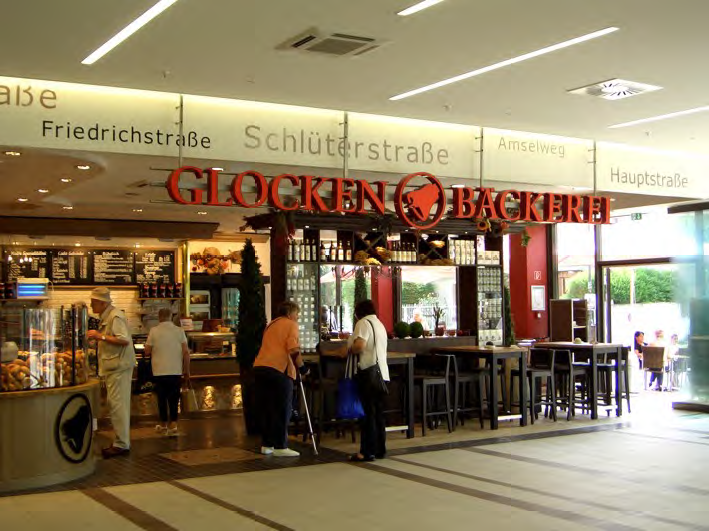 aße
Friedrichstraße
Schlüterstraße
Amselweg
Hauptstraße
GLOCKEN BÄCKEREI